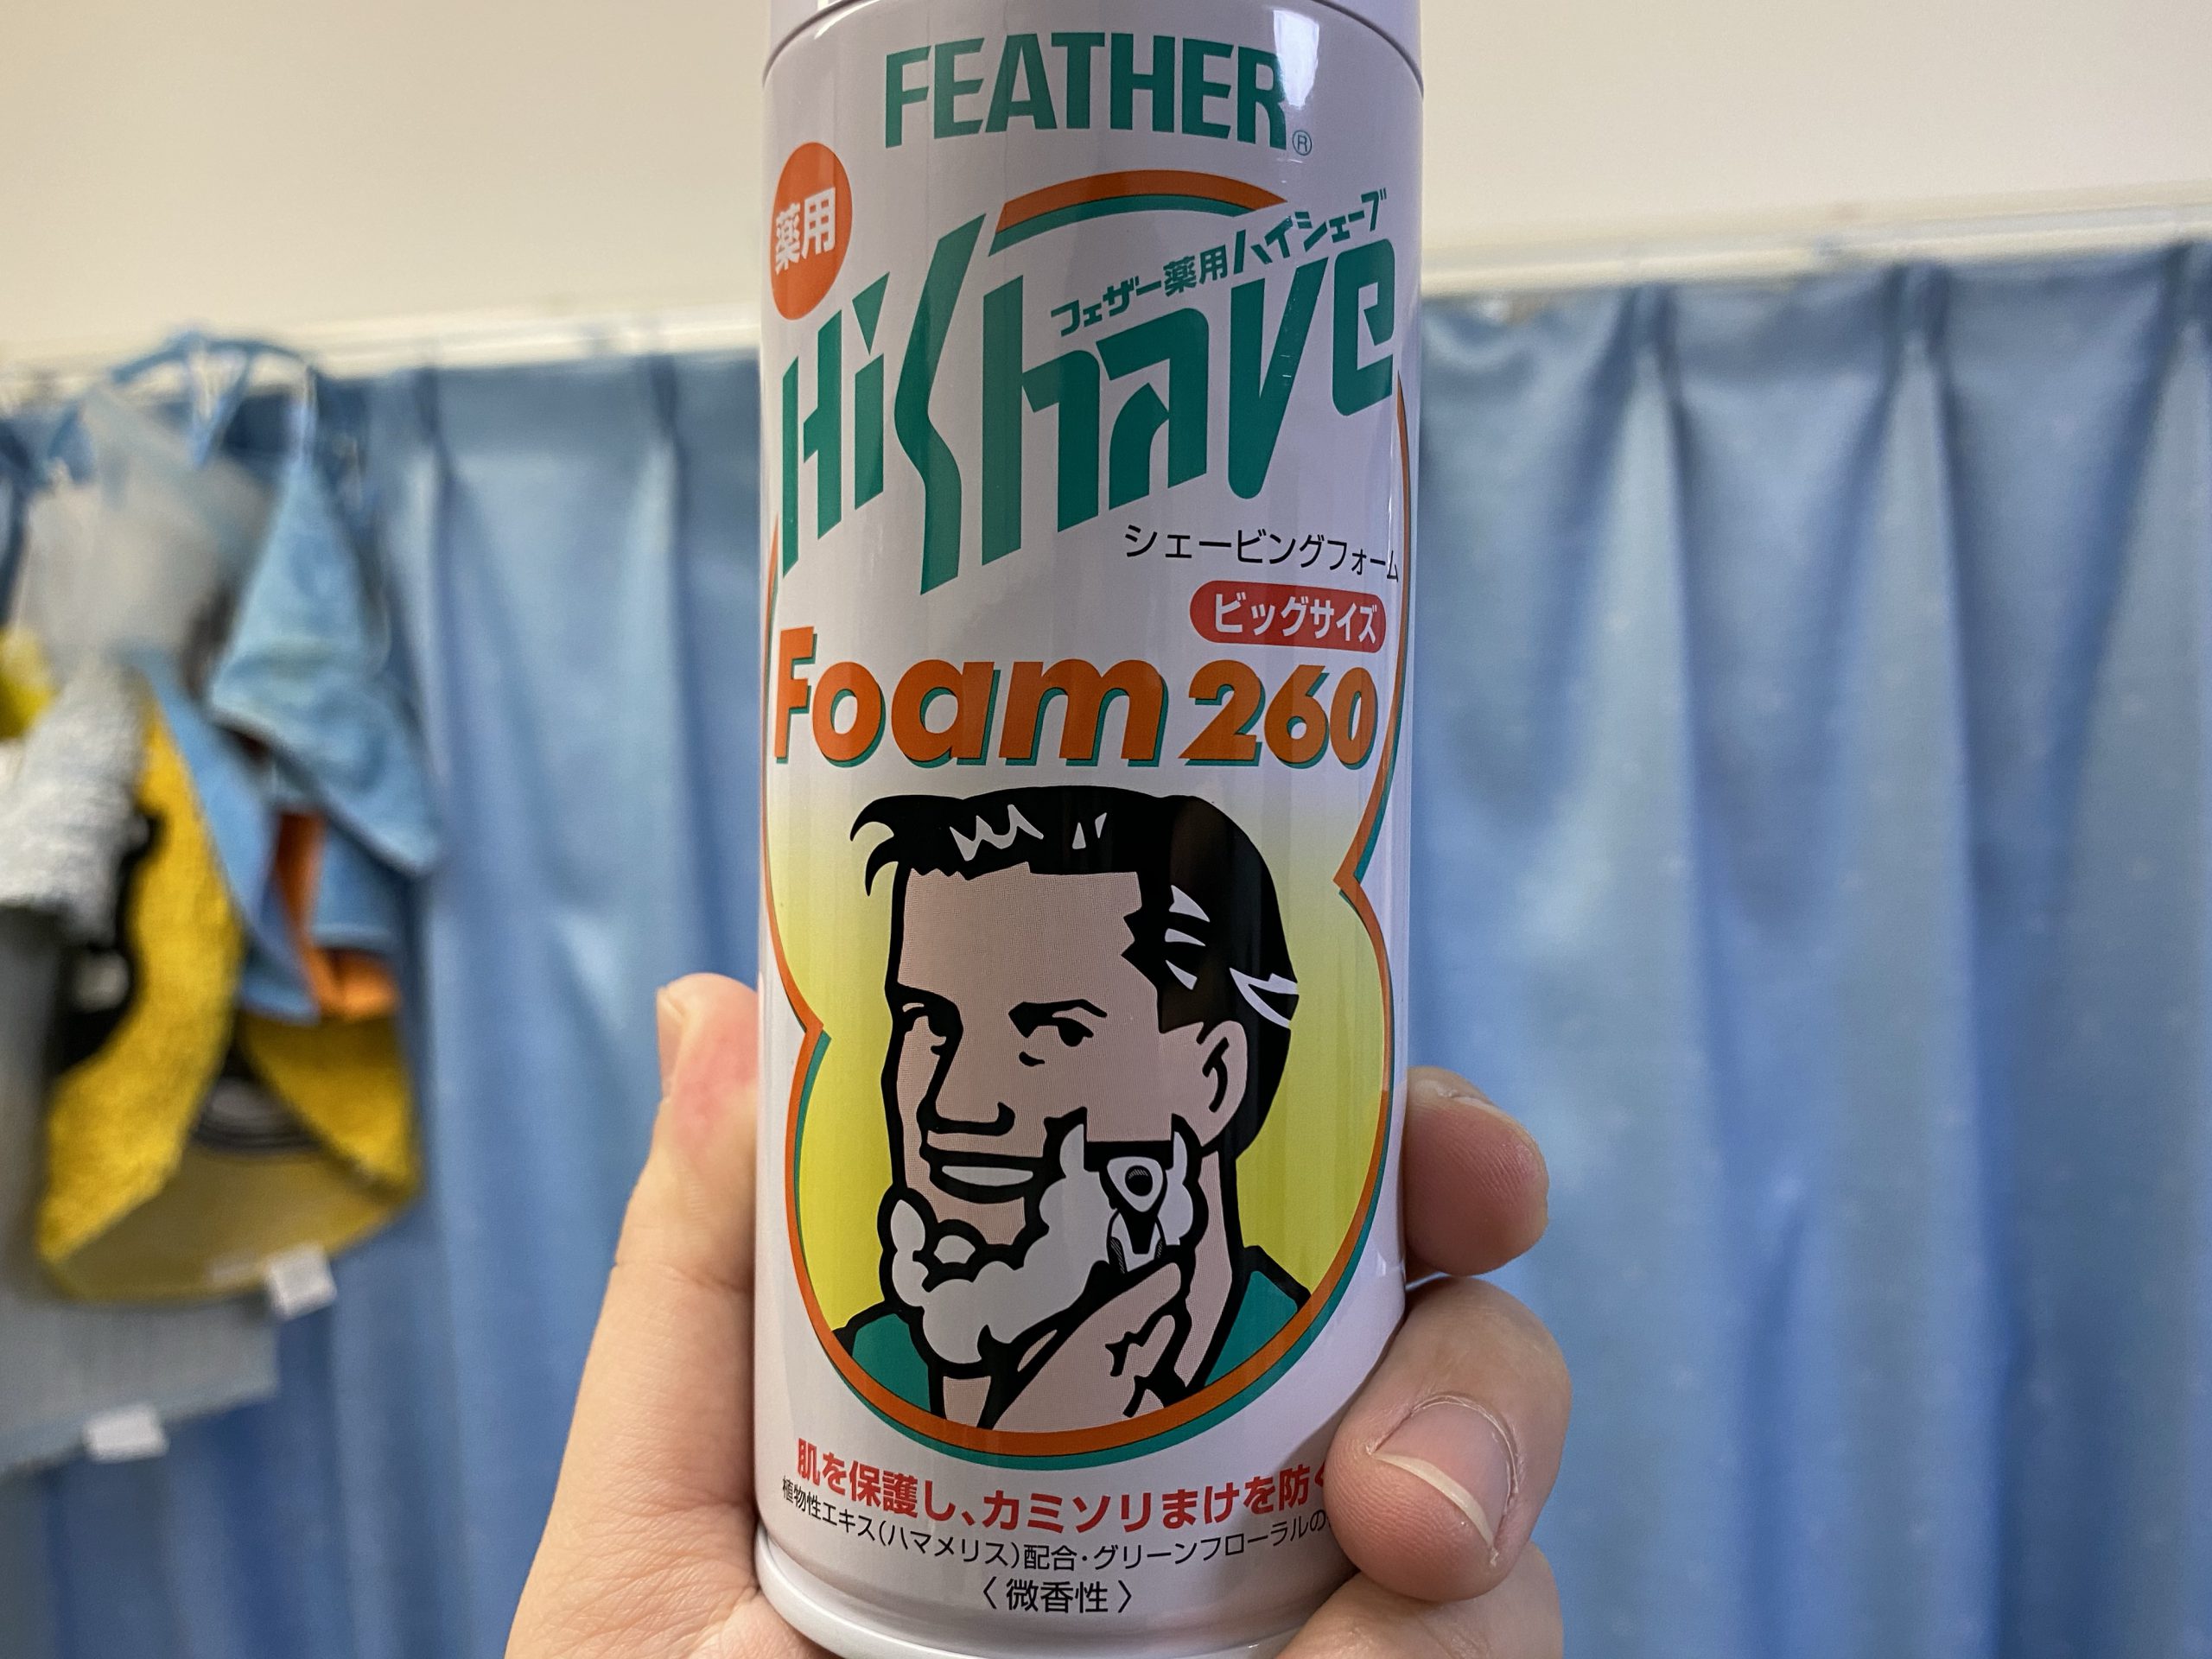 FEATHER®
薬用
フェザー薬用ハイシェーブ
HiShave
シェービングフォーム
ビッグサイズ
Foam 260
肌を保護し、カミソリまけを防ぐ
植物性エキス(ハマメリス)配合・グリーンフローラルの
〈微香性〉